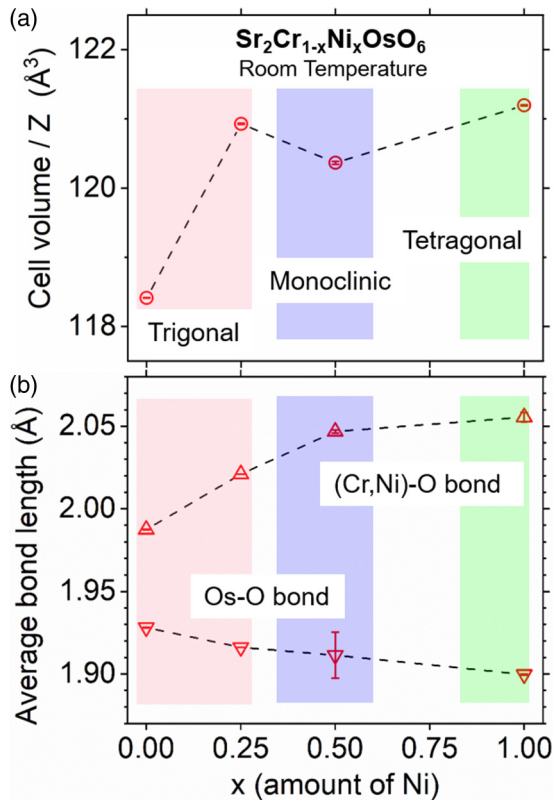 (a)
Sr₂Cr₁₋ₓNiₓOsO₆
Room Temperature
Cell volume / Z (Å³)
122
120
118
Tetragonal
Monoclinic
Trigonal
(b)
Average bond length (Å)
2.05
2.00
1.95
1.90
(Cr,Ni)-O bond
Os-O bond
0.00 0.25 0.50 0.75 1.00
x (amount of Ni)